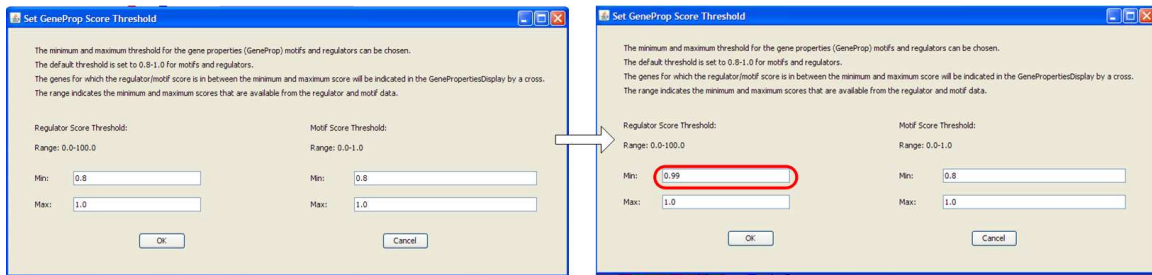 Set GeneProp Score Threshold
The minimum and maximum threshold for the gene properties (GeneProp) motifs and regulators can be chosen.
The default threshold is set to 0.8-1.0 for motifs and regulators.
The genes for which the regulator/motif score is in between the minimum and maximum score will be indicated in the GenePropertiesDisplay by a cross.
The range indicates the minimum and maximum scores that are available from the regulator and motif data.
Regulator Score Threshold: Motif Score Threshold:
Range: 0.0-100.0 Range: 0.0-1.0
Min: 0.8 Min: 0.8
Max: 1.0 Max: 1.0
OK Cancel
Set GeneProp Score Threshold
The minimum and maximum threshold for the gene properties (GeneProp) motifs and regulators can be chosen.
The default threshold is set to 0.8-1.0 for motifs and regulators.
The genes for which the regulator/motif score is in between the minimum and maximum score will be indicated in the GenePropertiesDisplay by a cross.
The range indicates the minimum and maximum scores that are available from the regulator and motif data.
Regulator Score Threshold: Motif Score Threshold:
Range: 0.0-100.0 Range: 0.0-1.0
Min: 0.99 Min: 0.8
Max: 1.0 Max: 1.0
OK Cancel